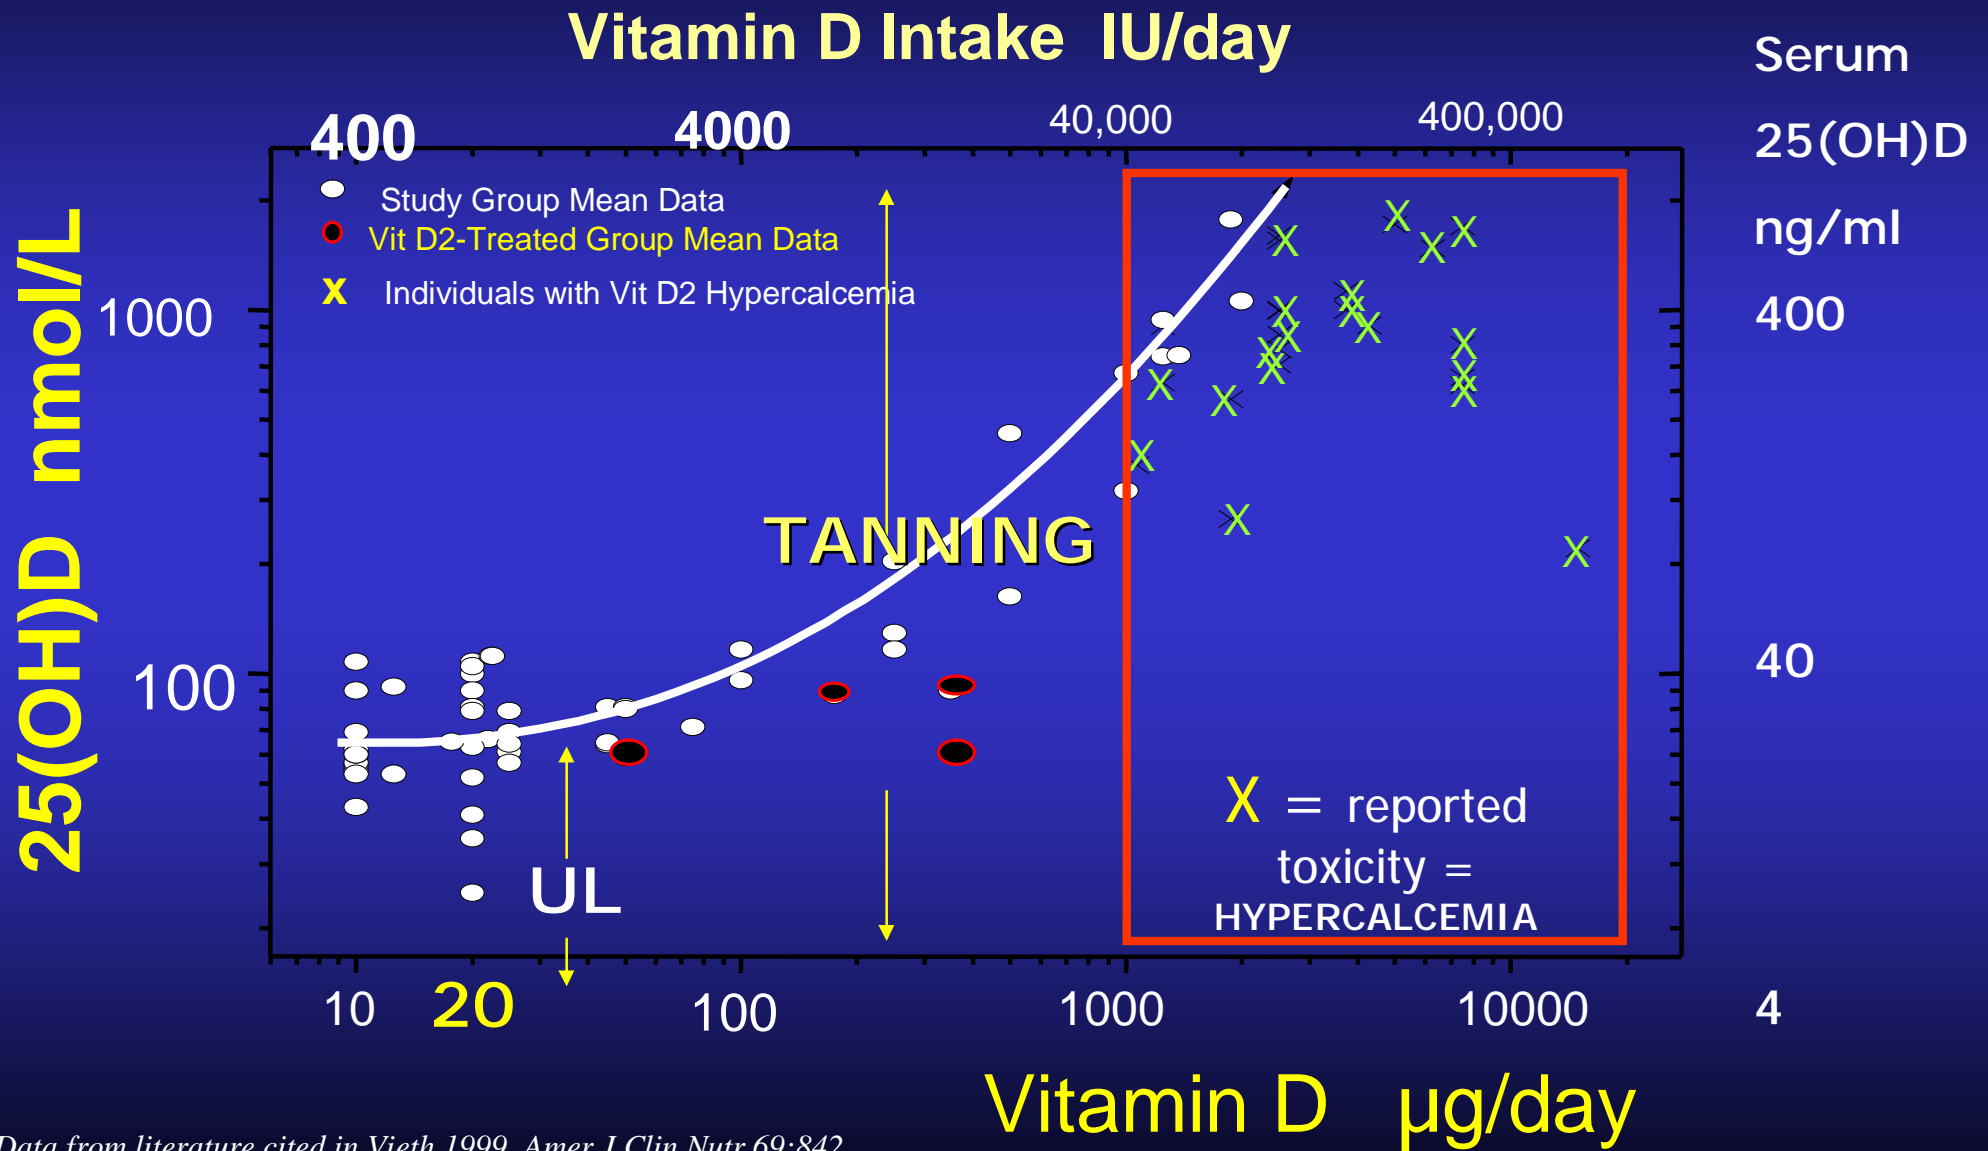 Vitamin D Intake IU/day
Serum
25(OH)D
ng/ml
400
40
4
400 4000 40,000 400,000
Study Group Mean Data
Vit D2-Treated Group Mean Data
X Individuals with Vit D2 Hypercalcemia
25(OH)D nmol/L
1000
100
TANNING
UL
X = reported
toxicity =
HYPERCALCEMIA
10 20 100 1000 10000
Vitamin D µg/day
Data from literature cited in Vieth 1999 Amer J Clin Nutr 69:842